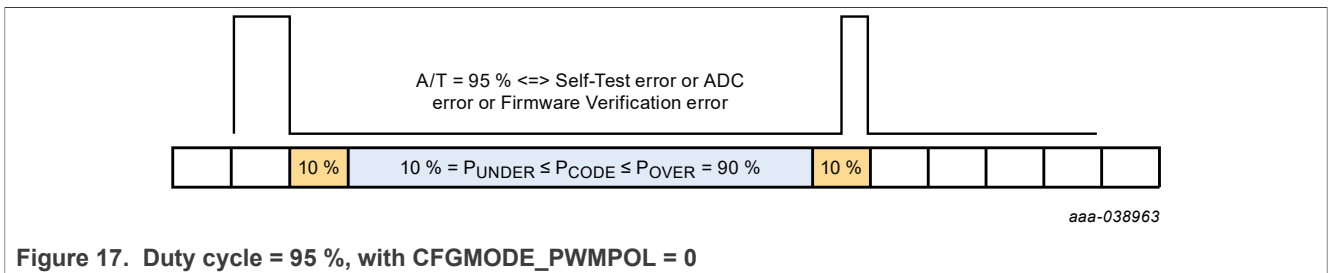 A/T = 95 % <=> Self-Test error or ADC
error or Firmware Verification error
10 %
10 % = PUNDER ≤ PCODE ≤ POVER = 90 %
10 %
aaa-038963
Figure 17. Duty cycle = 95 %, with CFGMODE_PWMPOL = 0